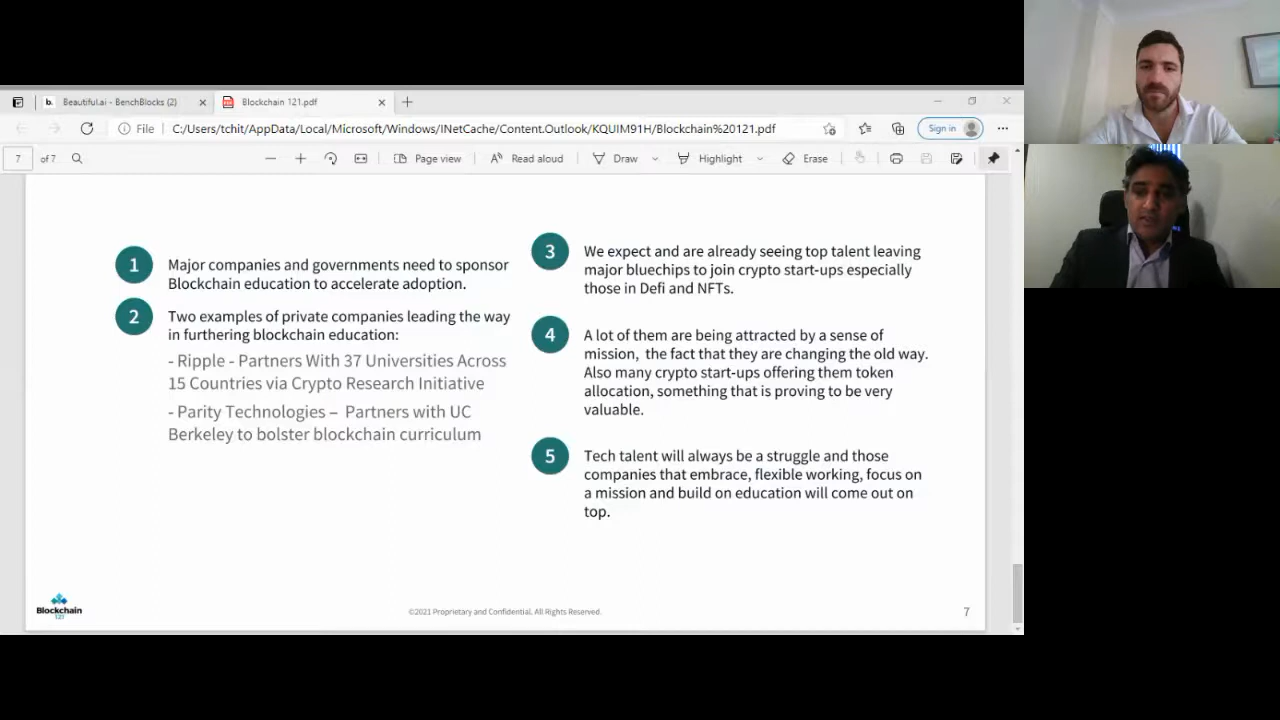 Beautiful.ai - BenchBlocks (2)
Blockchain 121.pdf
File
C:/Users/tchit/AppData/Local/Microsoft/Windows/INetCache/Content.Outlook/KQUIM91H/Blockchain%20121.pdf
Sign in
7 of 7
Page view
Read aloud
Draw
Highlight
Erase
1
Major companies and governments need to sponsor
Blockchain education to accelerate adoption.
2
Two examples of private companies leading the way
in furthering blockchain education:
- Ripple - Partners With 37 Universities Across
15 Countries via Crypto Research Initiative
- Parity Technologies – Partners with UC
Berkeley to bolster blockchain curriculum
3
We expect and are already seeing top talent leaving
major bluechips to join crypto start-ups especially
those in Defi and NFTs.
4
A lot of them are being attracted by a sense of
mission, the fact that they are changing the old way.
Also many crypto start-ups offering them token
allocation, something that is proving to be very
valuable.
5
Tech talent will always be a struggle and those
companies that embrace, flexible working, focus on
a mission and build on education will come out on
top.
Blockchain
121
©2021 Proprietary and Confidential. All Rights Reserved.
7